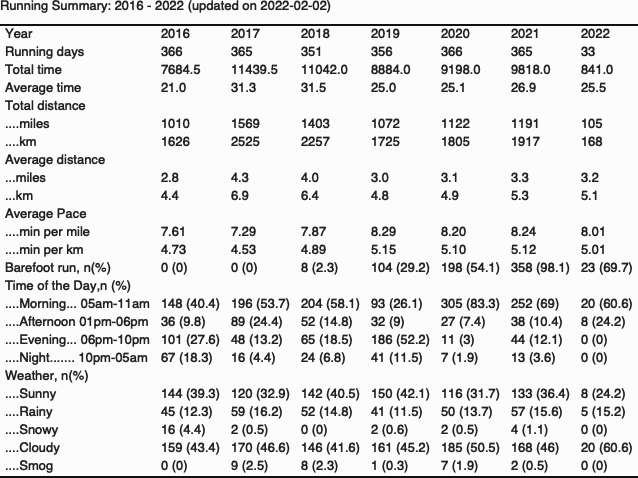 Running Summary: 2016 - 2022 (updated on 2022-02-02)
Year 2016 2017 2018 2019 2020 2021 2022
Running days 366 365 351 356 366 365 33
Total time 7684.5 11439.5 11042.0 8884.0 9198.0 9818.0 841.0
Average time 21.0 31.3 31.5 25.0 25.1 26.9 25.5
Total distance
....miles 1010 1569 1403 1072 1122 1191 105
....km 1626 2525 2257 1725 1805 1917 168
Average distance
...miles 2.8 4.3 4.0 3.0 3.1 3.3 3.2
...km 4.4 6.9 6.4 4.8 4.9 5.3 5.1
Average Pace
....min per mile 7.61 7.29 7.87 8.29 8.20 8.24 8.01
....min per km 4.73 4.53 4.89 5.15 5.10 5.12 5.01
Barefoot run, n(%) 0 (0) 0 (0) 8 (2.3) 104 (29.2) 198 (54.1) 358 (98.1) 23 (69.7)
Time of the Day,n (%)
....Morning... 05am-11am 148 (40.4) 196 (53.7) 204 (58.1) 93 (26.1) 305 (83.3) 252 (69) 20 (60.6)
....Afternoon 01pm-06pm 36 (9.8) 89 (24.4) 52 (14.8) 32 (9) 27 (7.4) 38 (10.4) 8 (24.2)
....Evening... 06pm-10pm 101 (27.6) 48 (13.2) 65 (18.5) 186 (52.2) 11 (3) 44 (12.1) 0 (0)
....Night....... 10pm-05am 67 (18.3) 16 (4.4) 24 (6.8) 41 (11.5) 7 (1.9) 13 (3.6) 0 (0)
Weather, n(%)
....Sunny 144 (39.3) 120 (32.9) 142 (40.5) 150 (42.1) 116 (31.7) 133 (36.4) 8 (24.2)
....Rainy 45 (12.3) 59 (16.2) 52 (14.8) 41 (11.5) 50 (13.7) 57 (15.6) 5 (15.2)
....Snowy 16 (4.4) 2 (0.5) 0 (0) 2 (0.6) 2 (0.5) 4 (1.1) 0 (0)
....Cloudy 159 (43.4) 170 (46.6) 146 (41.6) 161 (45.2) 185 (50.5) 168 (46) 20 (60.6)
....Smog 0 (0) 9 (2.5) 8 (2.3) 1 (0.3) 7 (1.9) 2 (0.5) 0 (0)